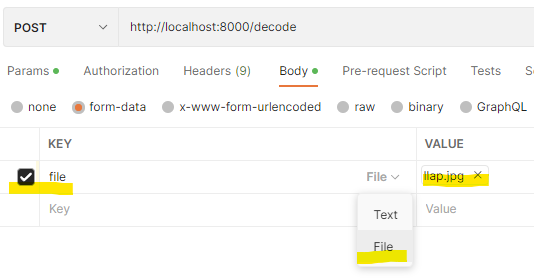 POST http://localhost:8000/decode
Params Authorization Headers (9) Body Pre-request Script Tests S
none form-data x-www-form-urlencoded raw binary GraphQL
KEY VALUE
file File llap.jpg
Key Value
Text
File